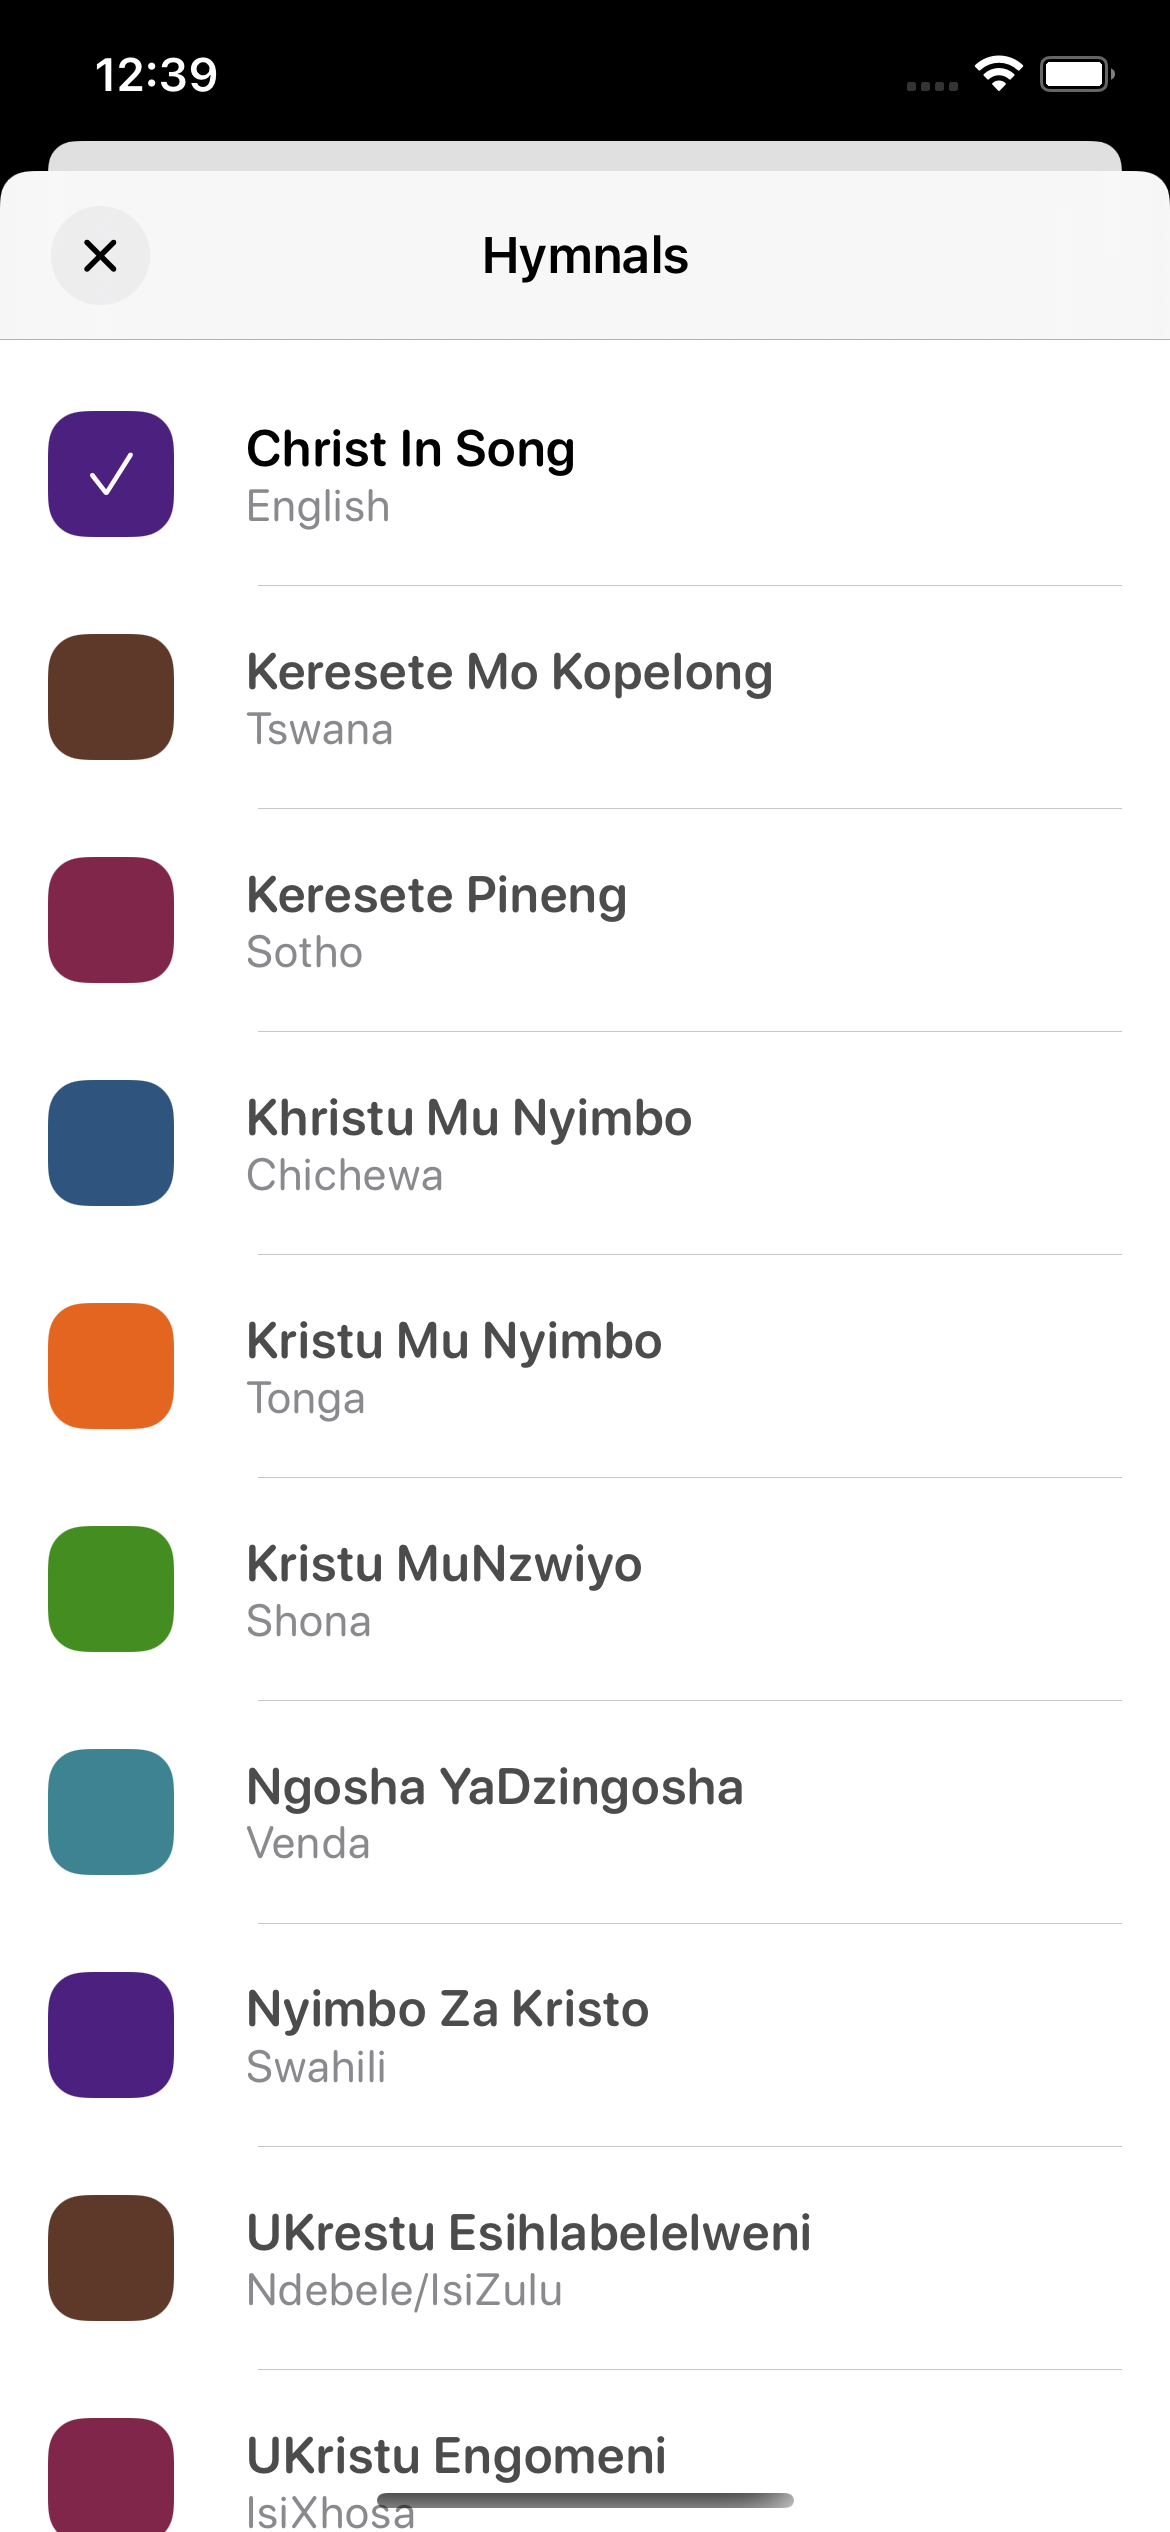 12:39
Hymnals
Christ In Song
English
Keresete Mo Kopelong
Tswana
Keresete Pineng
Sotho
Khristu Mu Nyimbo
Chichewa
Kristu Mu Nyimbo
Tonga
Kristu MuNzwiyo
Shona
Ngosha YaDzingosha
Venda
Nyimbo Za Kristo
Swahili
UKrestu Esihlabelelweni
Ndebele/IsiZulu
UKristu Engomeni
IsiXhosa